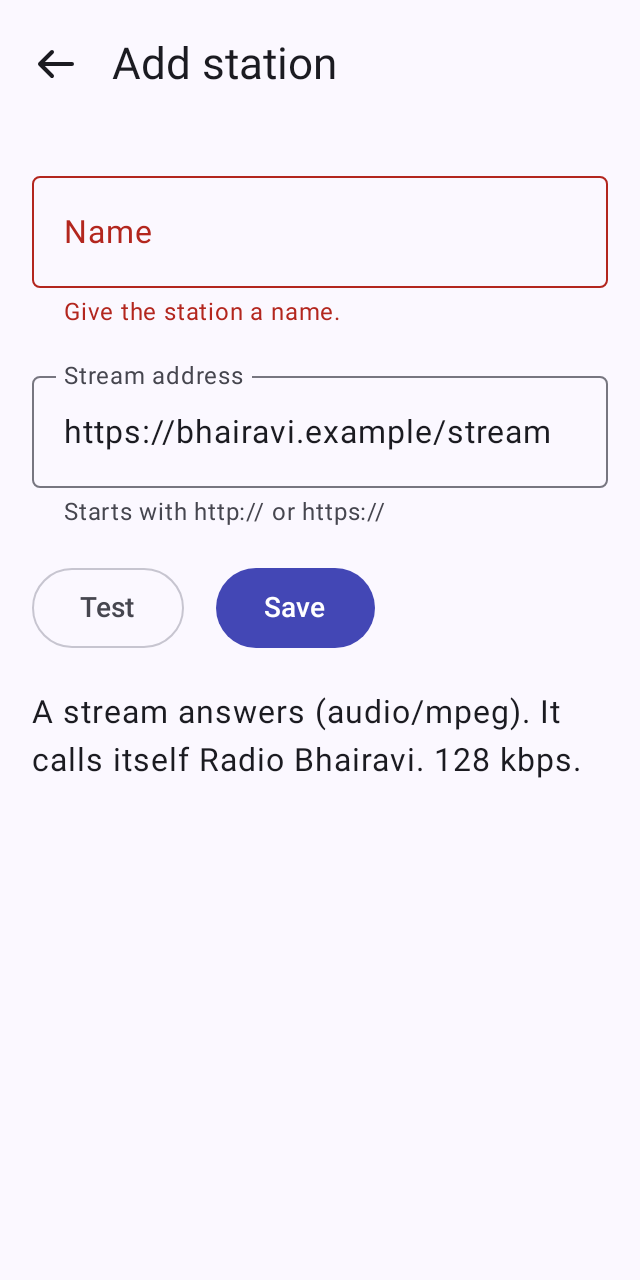 Add station
Name
Give the station a name.
Stream address
https://bhairavi.example/stream
Starts with http:// or https://
Test
Save
A stream answers (audio/mpeg). It
calls itself Radio Bhairavi. 128 kbps.